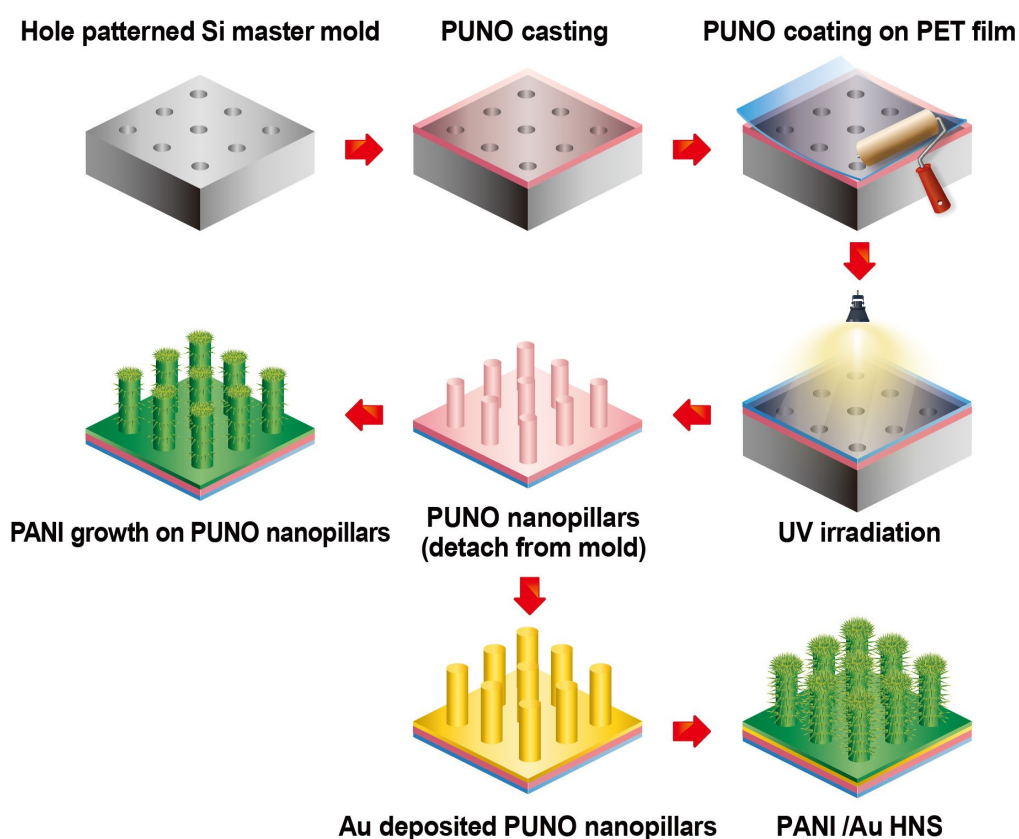 Hole patterned Si master mold
PUNO casting
PUNO coating on PET film
PANI growth on PUNO nanopillars
PUNO nanopillars
(detach from mold)
UV irradiation
Au deposited PUNO nanopillars
PANI /Au HNS